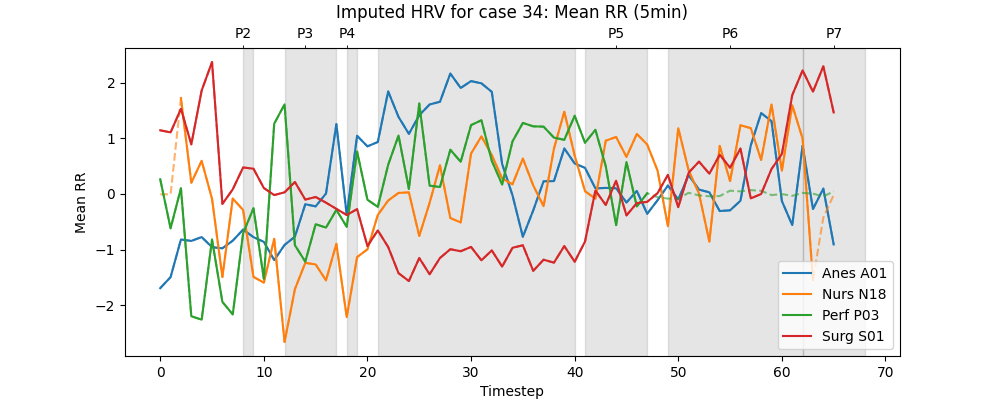 Imputed HRV for case 34: Mean RR (5min)
P2 P3 P4 P5 P6 P7
2
1
0
−1
−2
Mean RR
0 10 20 30 40 50 60 70
Timestep
Anes A01
Nurs N18
Perf P03
Surg S01